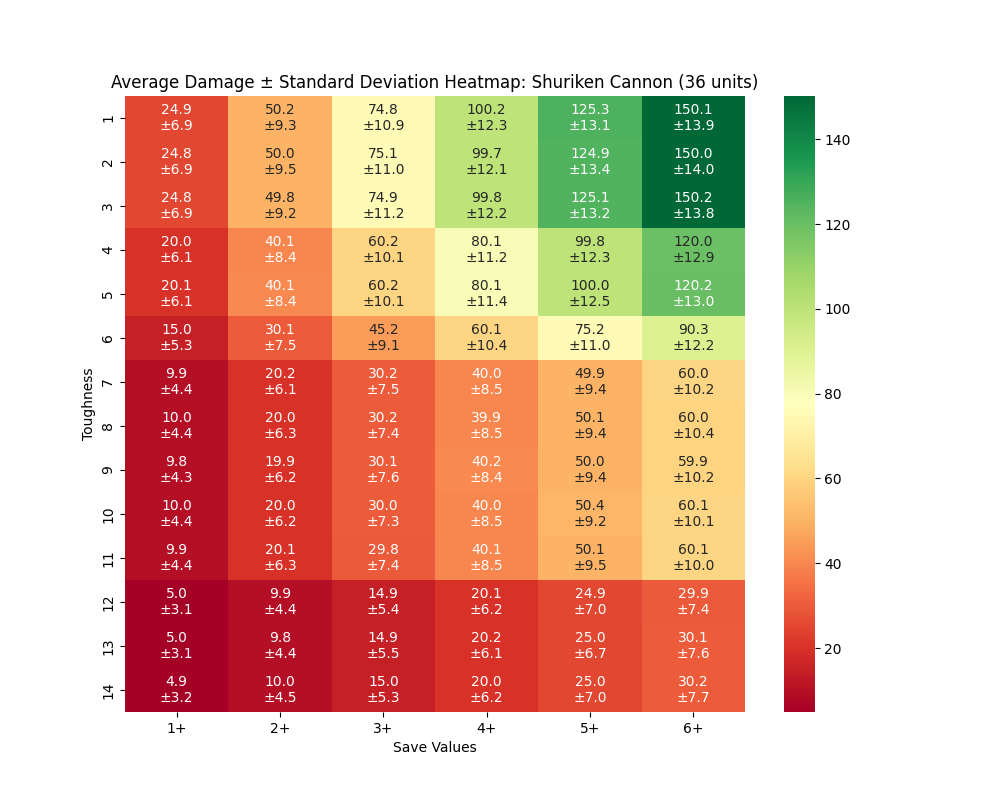 Average Damage ± Standard Deviation Heatmap: Shuriken Cannon (36 units)
1 24.9 50.2 74.8 100.2 125.3 150.1
±6.9 ±9.3 ±10.9 ±12.3 ±13.1 ±13.9
2 24.8 50.0 75.1 99.7 124.9 150.0
±6.9 ±9.5 ±11.0 ±12.1 ±13.4 ±14.0
3 24.8 49.8 74.9 99.8 125.1 150.2
±6.9 ±9.2 ±11.2 ±12.2 ±13.2 ±13.8
4 20.0 40.1 60.2 80.1 99.8 120.0
±6.1 ±8.4 ±10.1 ±11.2 ±12.3 ±12.9
5 20.1 40.1 60.2 80.1 100.0 120.2
±6.1 ±8.4 ±10.1 ±11.4 ±12.5 ±13.0
6 15.0 30.1 45.2 60.1 75.2 90.3
±5.3 ±7.5 ±9.1 ±10.4 ±11.0 ±12.2
7 9.9 20.2 30.2 40.0 49.9 60.0
±4.4 ±6.1 ±7.5 ±8.5 ±9.4 ±10.2
8 10.0 20.0 30.2 39.9 50.1 60.0
±4.4 ±6.3 ±7.4 ±8.5 ±9.4 ±10.4
9 9.8 19.9 30.1 40.2 50.0 59.9
±4.3 ±6.2 ±7.6 ±8.4 ±9.4 ±10.2
10 10.0 20.0 30.0 40.0 50.4 60.1
±4.4 ±6.2 ±7.3 ±8.5 ±9.2 ±10.1
11 9.9 20.1 29.8 40.1 50.1 60.1
±4.4 ±6.3 ±7.4 ±8.5 ±9.5 ±10.0
12 5.0 9.9 14.9 20.1 24.9 29.9
±3.1 ±4.4 ±5.4 ±6.2 ±7.0 ±7.4
13 5.0 9.8 14.9 20.2 25.0 30.1
±3.1 ±4.4 ±5.5 ±6.1 ±6.7 ±7.6
14 4.9 10.0 15.0 20.0 25.0 30.2
±3.2 ±4.5 ±5.3 ±6.2 ±7.0 ±7.7
1+ 2+ 3+ 4+ 5+ 6+
Save Values
Toughness
140
120
100
80
60
40
20